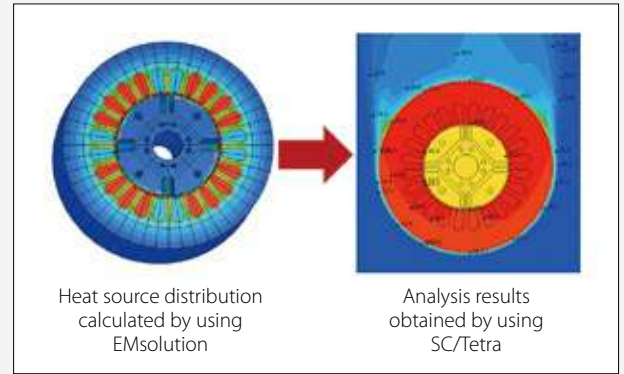 Heat source distribution
calculated by using
EMsolution
Analysis results
obtained by using
SC/Tetra